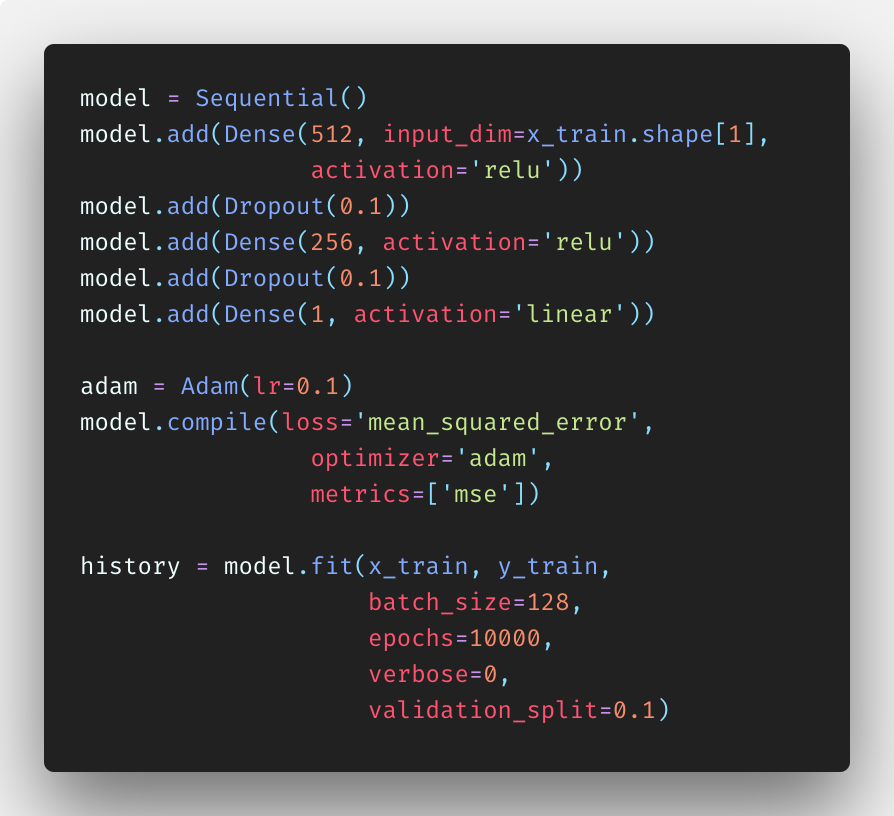 model = Sequential()
model.add(Dense(512, input_dim=x_train.shape[1],
                activation='relu'))
model.add(Dropout(0.1))
model.add(Dense(256, activation='relu'))
model.add(Dropout(0.1))
model.add(Dense(1, activation='linear'))

adam = Adam(lr=0.1)
model.compile(loss='mean_squared_error',
                optimizer='adam',
                metrics=['mse'])

history = model.fit(x_train, y_train,
                    batch_size=128,
                    epochs=10000,
                    verbose=0,
                    validation_split=0.1)